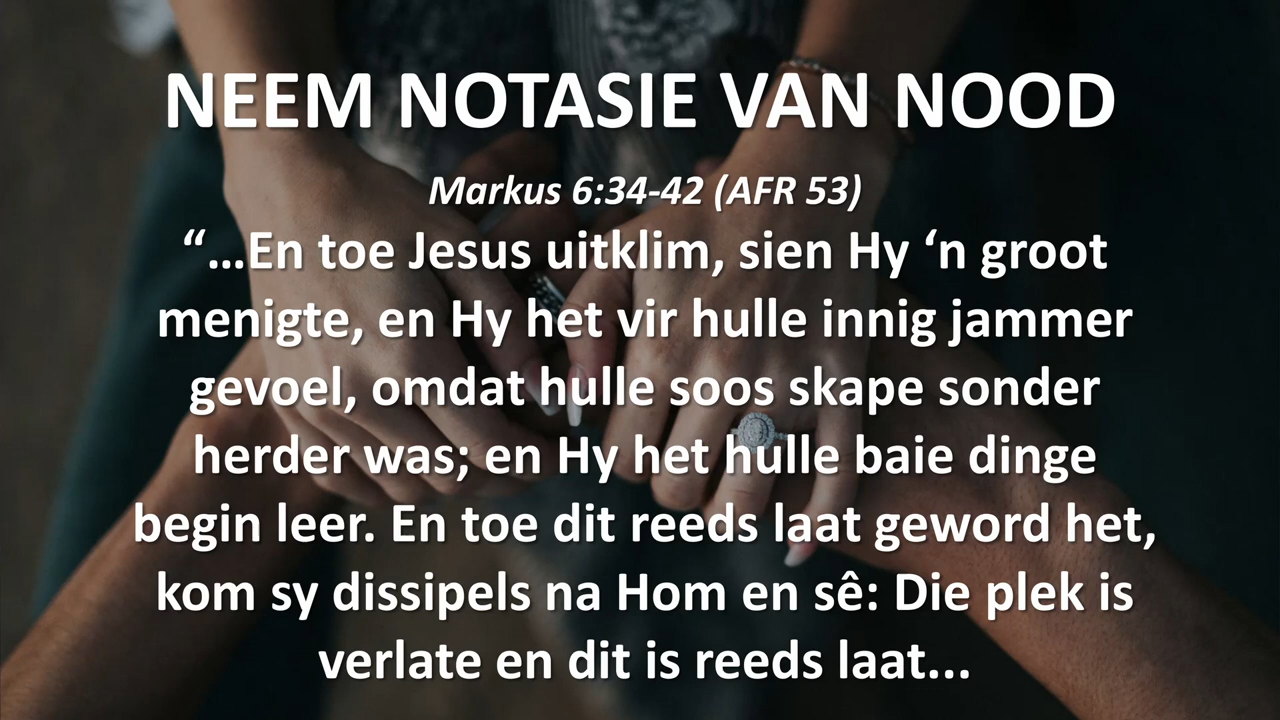 NEEM NOTASIE VAN NOOD
Markus 6:34-42 (AFR 53)
“…En toe Jesus uitklim, sien Hy ‘n groot
menigte, en Hy het vir hulle innig jammer
gevoel, omdat hulle soos skape sonder
herder was; en Hy het hulle baie dinge
begin leer. En toe dit reeds laat geword het,
kom sy dissipels na Hom en sê: Die plek is
verlate en dit is reeds laat...